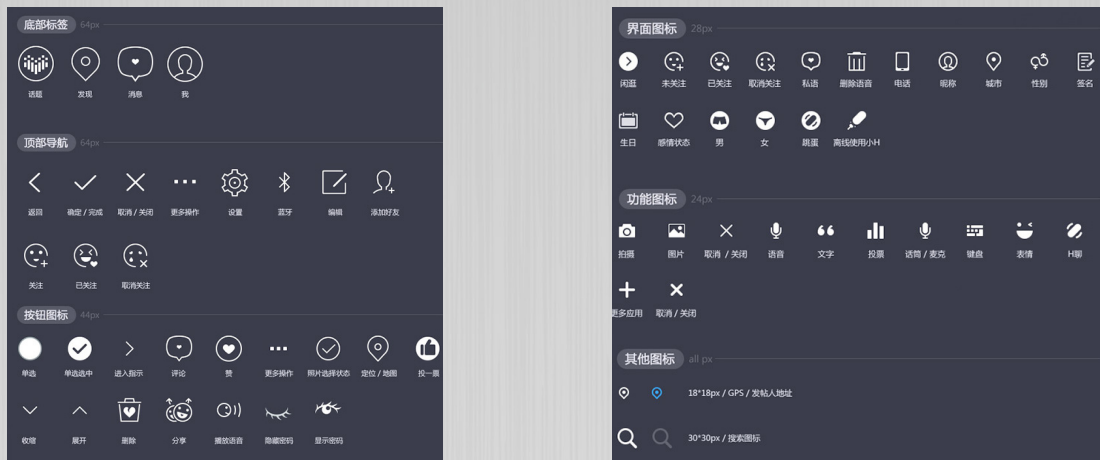 底部标签 64px
话题 发现 消息 我
顶部导航 64px
返回 确定 / 完成 取消 / 关闭 更多操作 设置 蓝牙 编辑 添加好友
关注 已关注 取消关注
按钮图标 44px
单选 单选选中 进入指示 评论 赞 更多操作 照片选择状态 定位 / 地图 投一票
收缩 展开 删除 分享 播放语音 隐藏密码 显示密码
界面图标 28px
闲逛 未关注 已关注 取消关注 私语 删除语音 电话 昵称 城市 性别 签名
生日 感情状态 男 女 跳蛋 离线使用小H
功能图标 24px
拍摄 图片 取消 / 关闭 语音 文字 投票 话筒 / 麦克 键盘 表情 H聊
更多应用 取消 / 关闭
其他图标 all px
18*18px / GPS / 发帖人地址
30*30px / 搜索图标